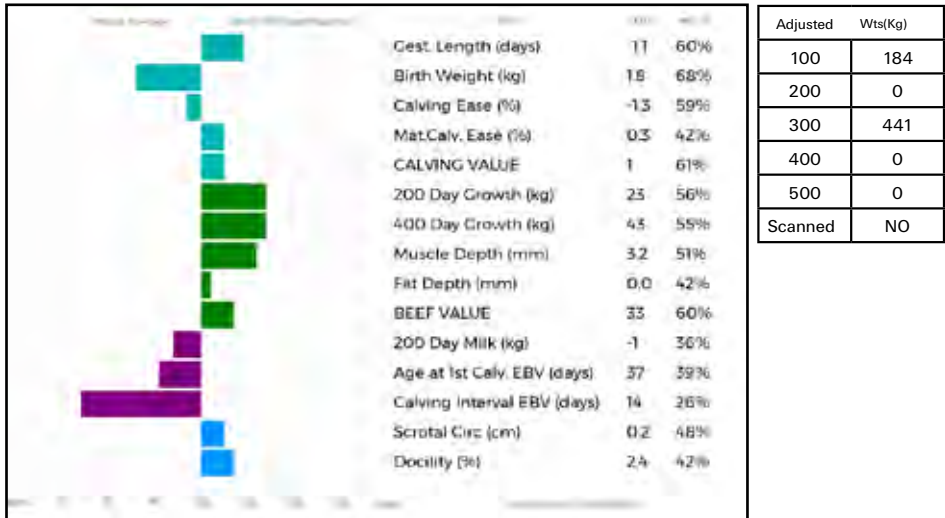 Gest. Length (days) 1.1 60%
Birth Weight (kg) 1.8 68%
Calving Ease (%) -1.3 59%
Mat.Calv. Ease (%) 0.3 42%
CALVING VALUE 1 61%
200 Day Growth (kg) 23 56%
400 Day Growth (kg) 43 55%
Muscle Depth (mm) 3.2 51%
Fat Depth (mm) 0.0 42%
BEEF VALUE 33 60%
200 Day Milk (kg) -1 36%
Age at 1st Calv. EBV (days) 37 39%
Calving Interval EBV (days) 14 26%
Scrotal Circ (cm) 0.2 48%
Docility (%) 2.4 42%
Adjusted Wts(Kg)
100 184
200 0
300 441
400 0
500 0
Scanned NO